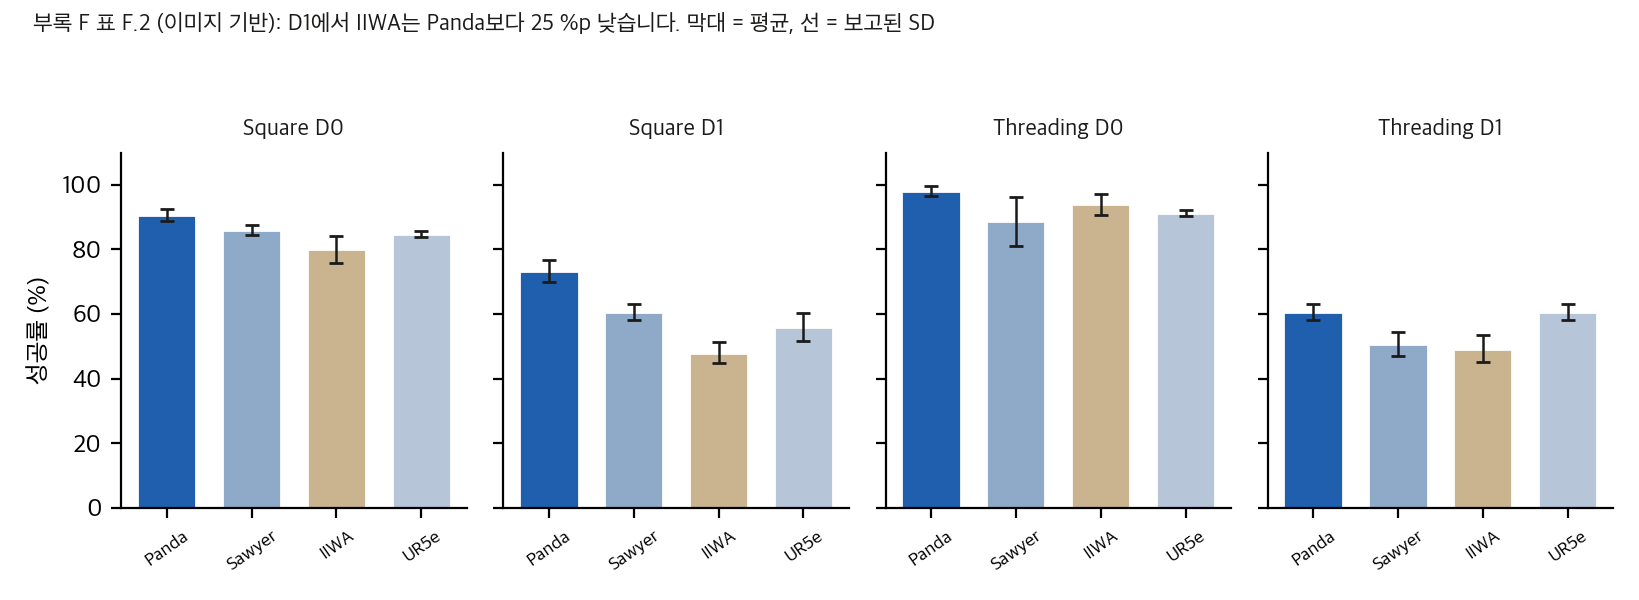 부록 F 표 F.2 (이미지 기반): D1에서 IIWA는 Panda보다 25 %p 낮습니다. 막대 = 평균, 선 = 보고된 SD
Square D0
Square D1
Threading D0
Threading D1
성공률 (%)
100
80
60
40
20
0
Panda
Sawyer
IIWA
UR5e
Panda
Sawyer
IIWA
UR5e
Panda
Sawyer
IIWA
UR5e
Panda
Sawyer
IIWA
UR5e